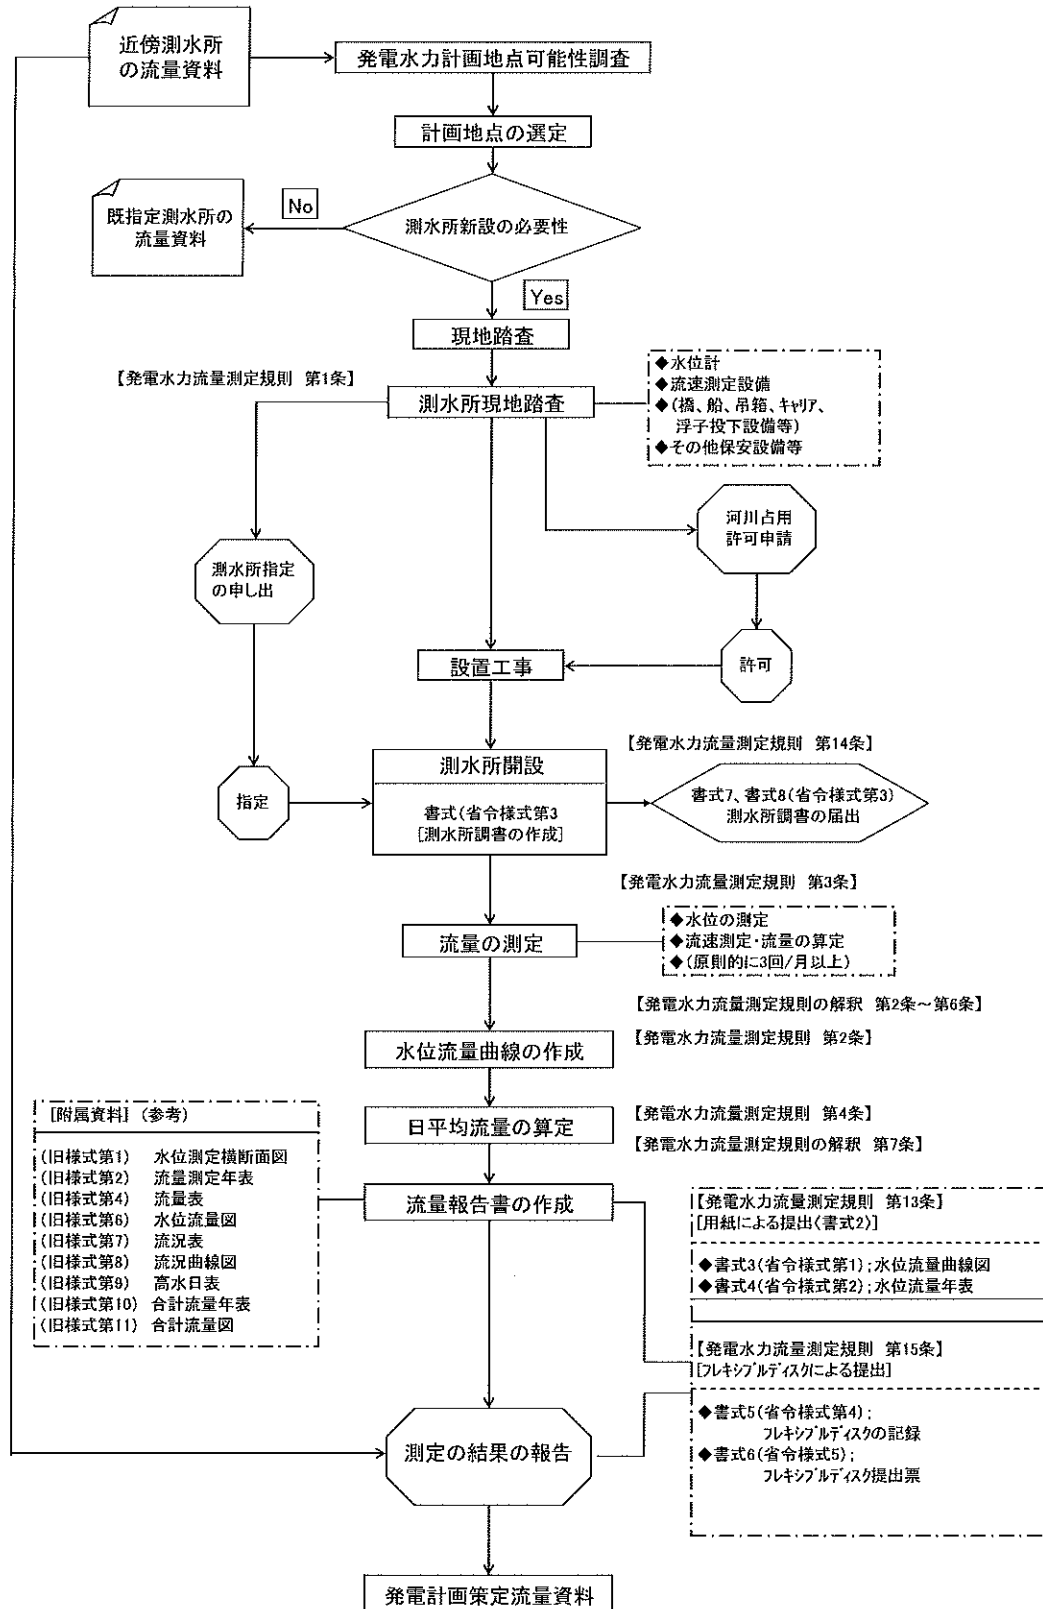 近傍測水所
の流量資料
発電水力計画地点可能性調査
計画地点の選定
測水所新設の必要性
No
既指定測水所の
流量資料
Yes
現地踏査
【発電水力流量測定規則 第1条】
測水所現地踏査
◆水位計
◆流速測定設備
◆(橋、船、吊箱、キャリア、
浮子投下設備等)
◆その他保安設備等
河川占用
許可申請
測水所指定
の申し出
設置工事
許可
【発電水力流量測定規則 第14条】
測水所開設
書式(省令様式第3
[測水所調書の作成]
指定
書式7、書式8(省令様式第3)
測水所調書の届出
【発電水力流量測定規則 第3条】
流量の測定
◆水位の測定
◆流速測定・流量の算定
◆(原則的に3回/月以上)
【発電水力流量測定規則の解釈 第2条～第6条】
水位流量曲線の作成
【発電水力流量測定規則 第2条】
日平均流量の算定
【発電水力流量測定規則 第4条】
【発電水力流量測定規則の解釈 第7条】
[附属資料] (参考)
(旧様式第1) 水位測定横断面図
(旧様式第2) 流量測定年表
(旧様式第4) 流量表
(旧様式第6) 水位流量図
(旧様式第7) 流況表
(旧様式第8) 流況曲線図
(旧様式第9) 高水日表
(旧様式第10) 合計流量年表
(旧様式第11) 合計流量図
流量報告書の作成
【発電水力流量測定規則 第13条】
[用紙による提出(書式2)]
◆書式3(省令様式第1);水位流量曲線図
◆書式4(省令様式第2);水位流量年表
【発電水力流量測定規則 第15条】
[フレキシブルディスクによる提出]
◆書式5(省令様式第4);
フレキシブルディスクの記録
◆書式6(省令様式5);
フレキシブルディスク提出票
測定の結果の報告
発電計画策定流量資料